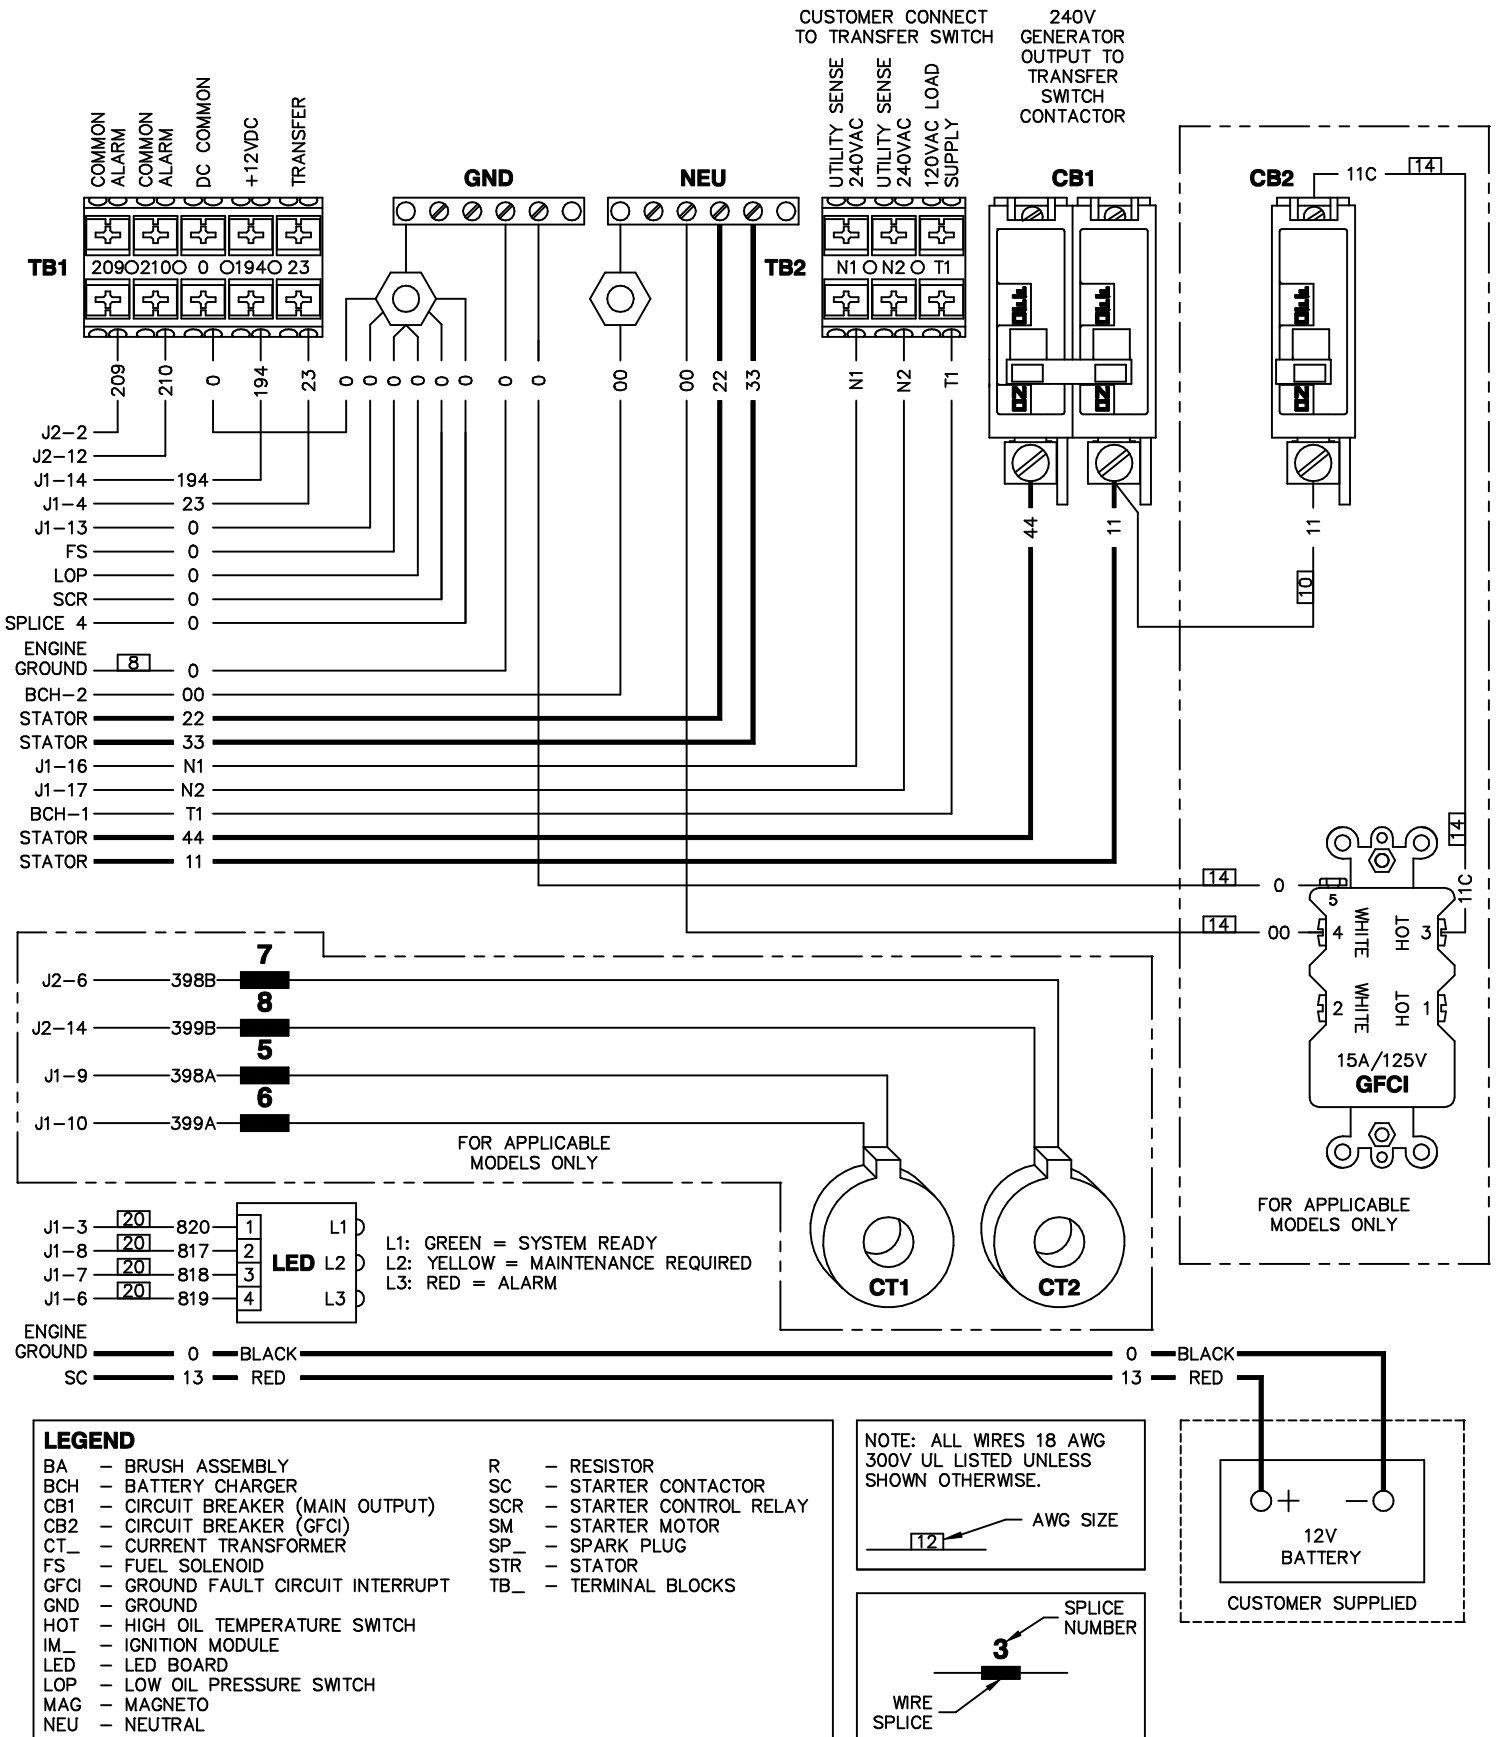 CUSTOMER CONNECT
TO TRANSFER SWITCH
240V
GENERATOR
OUTPUT TO
TRANSFER
SWITCH
CONTACTOR
COMMON
ALARM
COMMON
ALARM
DC COMMON
+12VDC
TRANSFER
UTILITY SENSE
240VAC
UTILITY SENSE
240VAC
120VAC LOAD
SUPPLY
GND
NEU
CB1
CB2
11C
14
TB1
209 210 0 194 23
TB2
N1 N2 T1
209
210
0
194
23
0
0
0
0
0
0
0
0
00
00
22
33
N1
N2
T1
J2-2
J2-12
J1-14 194
J1-4 23
J1-13 0
FS 0
LOP 0
SCR 0
SPLICE 4 0
ENGINE
GROUND 8 0
BCH-2 00
STATOR 22
STATOR 33
J1-16 N1
J1-17 N2
BCH-1 T1
STATOR 44
STATOR 11
44
11
11
10
14
11C
14 0
14 00
5
4 WHITE HOT 3
2 WHITE HOT 1
15A/125V
GFCI
FOR APPLICABLE
MODELS ONLY
7
J2-6 398B
8
J2-14 399B
5
J1-9 398A
6
J1-10 399A
FOR APPLICABLE
MODELS ONLY
CT1
CT2
J1-3 20 820 1 L1
J1-8 20 817 2
J1-7 20 818 3
J1-6 20 819 4 L3
LED L2
L1: GREEN = SYSTEM READY
L2: YELLOW = MAINTENANCE REQUIRED
L3: RED = ALARM
ENGINE
GROUND 0 BLACK 0 BLACK
SC 13 RED 13 RED
LEGEND
BA - BRUSH ASSEMBLY
BCH - BATTERY CHARGER
CB1 - CIRCUIT BREAKER (MAIN OUTPUT)
CB2 - CIRCUIT BREAKER (GFCI)
CT_ - CURRENT TRANSFORMER
FS - FUEL SOLENOID
GFCI - GROUND FAULT CIRCUIT INTERRUPT
GND - GROUND
HOT - HIGH OIL TEMPERATURE SWITCH
IM_ - IGNITION MODULE
LED - LED BOARD
LOP - LOW OIL PRESSURE SWITCH
MAG - MAGNETO
NEU - NEUTRAL
R - RESISTOR
SC - STARTER CONTACTOR
SCR - STARTER CONTROL RELAY
SM - STARTER MOTOR
SP_ - SPARK PLUG
STR - STATOR
TB_ - TERMINAL BLOCKS
NOTE: ALL WIRES 18 AWG
300V UL LISTED UNLESS
SHOWN OTHERWISE.
AWG SIZE
12
SPLICE
NUMBER
3
WIRE
SPLICE
+ -
12V
BATTERY
CUSTOMER SUPPLIED